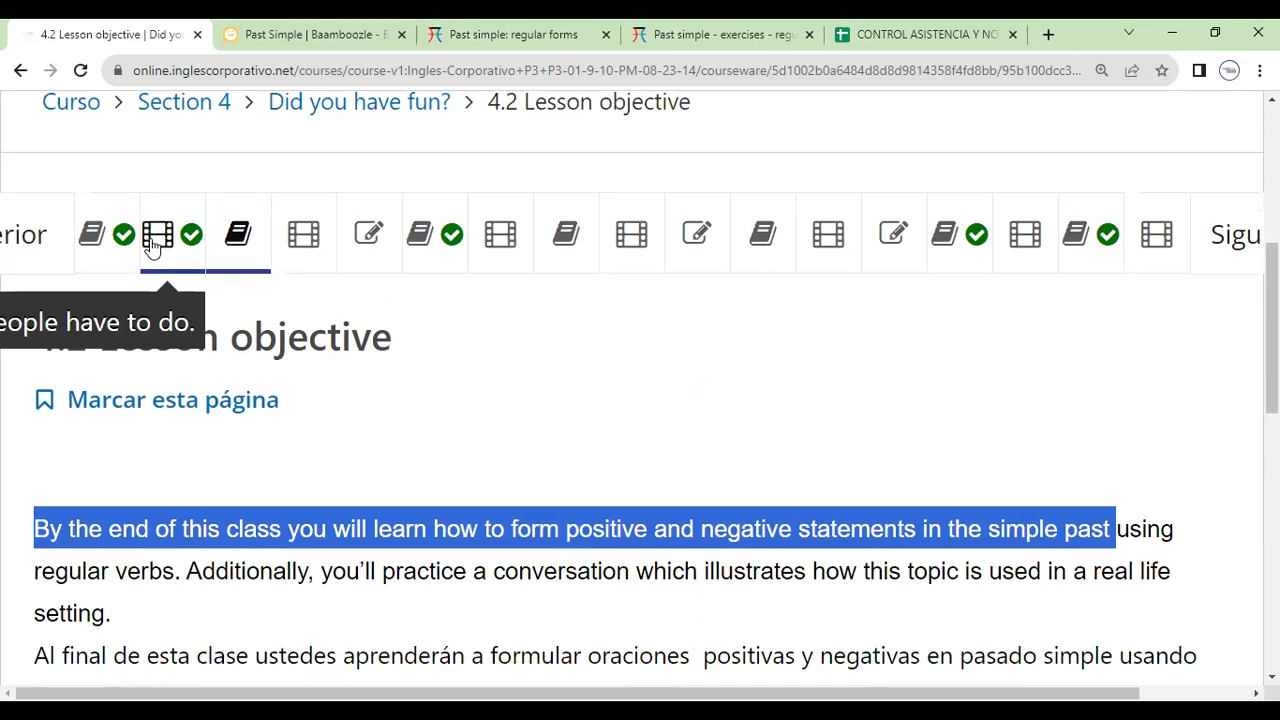 4.2 Lesson objective | Did you
Past Simple | Baamboozle - B
Past simple: regular forms
Past simple - exercises - regu
CONTROL ASISTENCIA Y NO
online.inglescorporativo.net/courses/course-v1:Ingles-Corporativo+P3+P3-01-9-10-PM-08-23-14/courseware/5d1002b0a6484d8d8d9814358f4fd8bb/95b100dcc3...
Curso > Section 4 > Did you have fun? > 4.2 Lesson objective
erior
Sigu
eople have to do.
4.2 Lesson objective
Marcar esta página
By the end of this class you will learn how to form positive and negative statements in the simple past using
regular verbs. Additionally, you’ll practice a conversation which illustrates how this topic is used in a real life
setting.
Al final de esta clase ustedes aprenderán a formular oraciones positivas y negativas en pasado simple usando